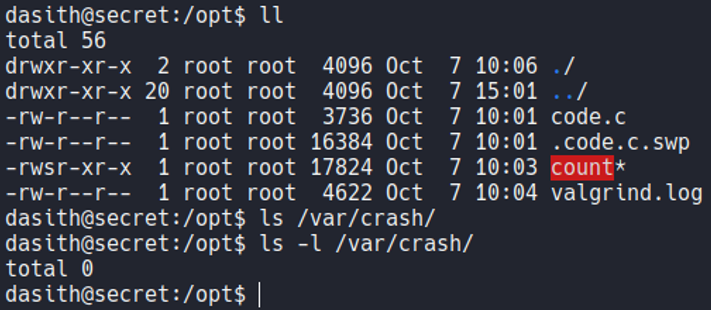 dasith@secret:/opt$ ll
total 56
drwxr-xr-x  2 root root  4096 Oct  7 10:06 ./
drwxr-xr-x 20 root root  4096 Oct  7 15:01 ../
-rw-r--r--  1 root root  3736 Oct  7 10:01 code.c
-rw-r--r--  1 root root 16384 Oct  7 10:01 .code.c.swp
-rwsr-xr-x  1 root root 17824 Oct  7 10:03 count*
-rw-r--r--  1 root root  4622 Oct  7 10:04 valgrind.log
dasith@secret:/opt$ ls /var/crash/
dasith@secret:/opt$ ls -l /var/crash/
total 0
dasith@secret:/opt$